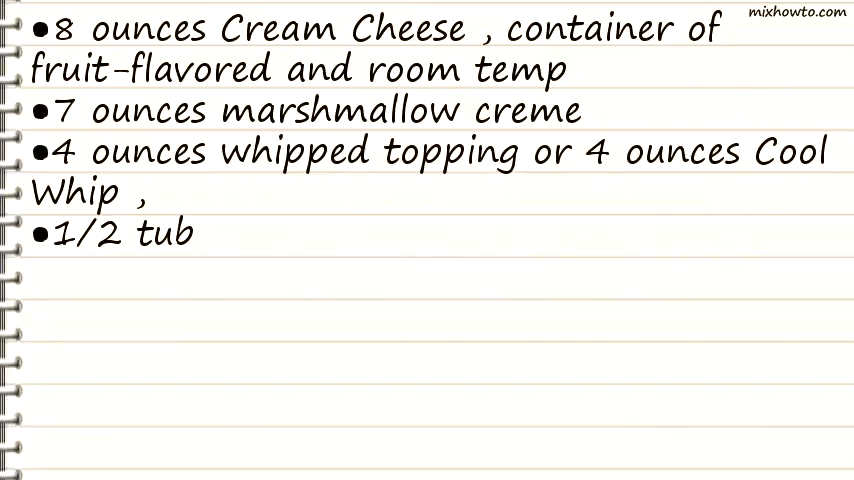 mixhowto.com
●8 ounces Cream Cheese , container of
fruit-flavored and room temp
●7 ounces marshmallow creme
●4 ounces whipped topping or 4 ounces Cool
Whip ,
●1/2 tub